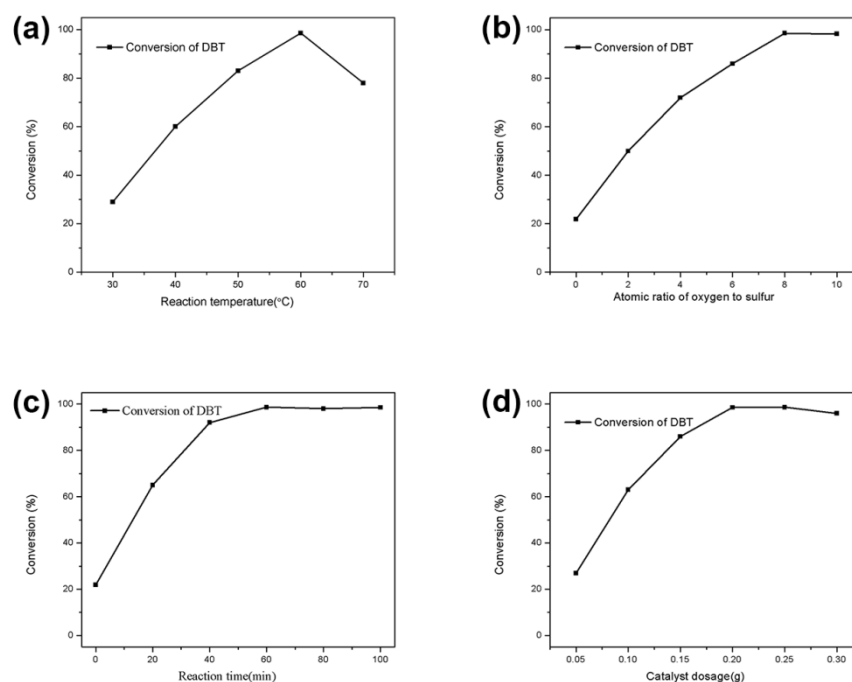 (a)
Conversion of DBT
Conversion (%)
100
80
60
40
20
0
30 40 50 60 70
Reaction temperature(°C)
(b)
Conversion of DBT
Conversion (%)
100
80
60
40
20
0
0 2 4 6 8 10
Atomic ratio of oxygen to sulfur
(c)
Conversion of DBT
Conversion (%)
100
80
60
40
20
0
0 20 40 60 80 100
Reaction time(min)
(d)
Conversion of DBT
Conversion (%)
100
80
60
40
20
0
0.05 0.10 0.15 0.20 0.25 0.30
Catalyst dosage(g)